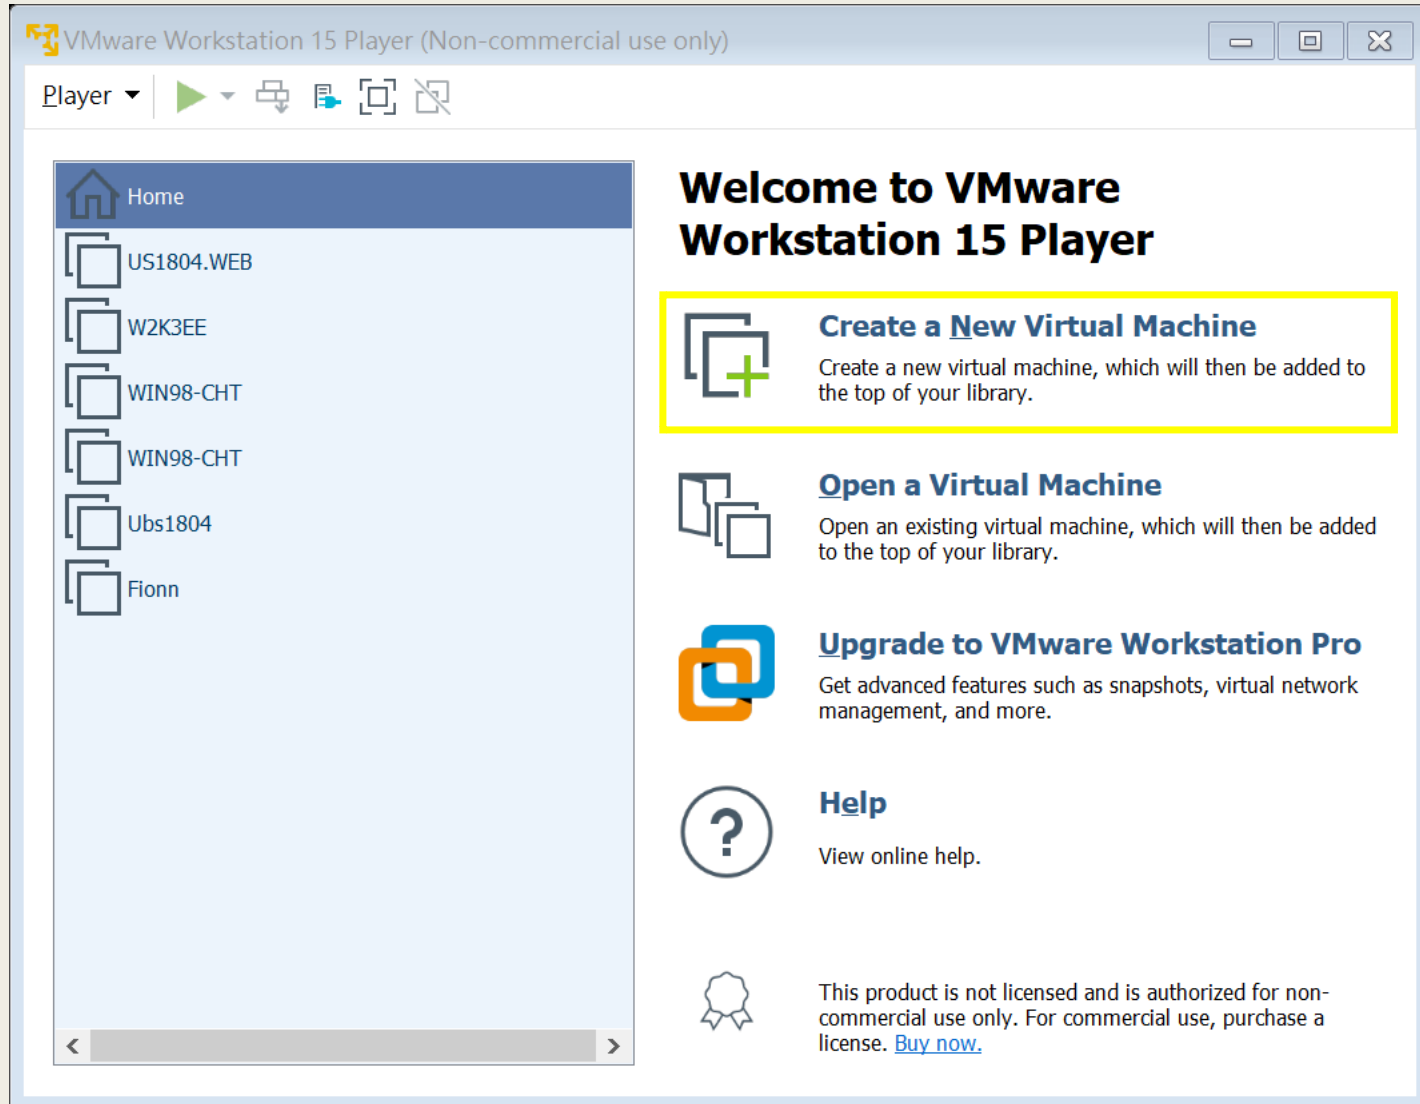 VMware Workstation 15 Player (Non-commercial use only)
Player
Home
US1804.WEB
W2K3EE
WIN98-CHT
WIN98-CHT
Ubs1804
Fionn
Welcome to VMware
Workstation 15 Player
Create a New Virtual Machine
Create a new virtual machine, which will then be added to
the top of your library.
Open a Virtual Machine
Open an existing virtual machine, which will then be added
to the top of your library.
Upgrade to VMware Workstation Pro
Get advanced features such as snapshots, virtual network
management, and more.
Help
View online help.
This product is not licensed and is authorized for non-
commercial use only. For commercial use, purchase a
license. Buy now.